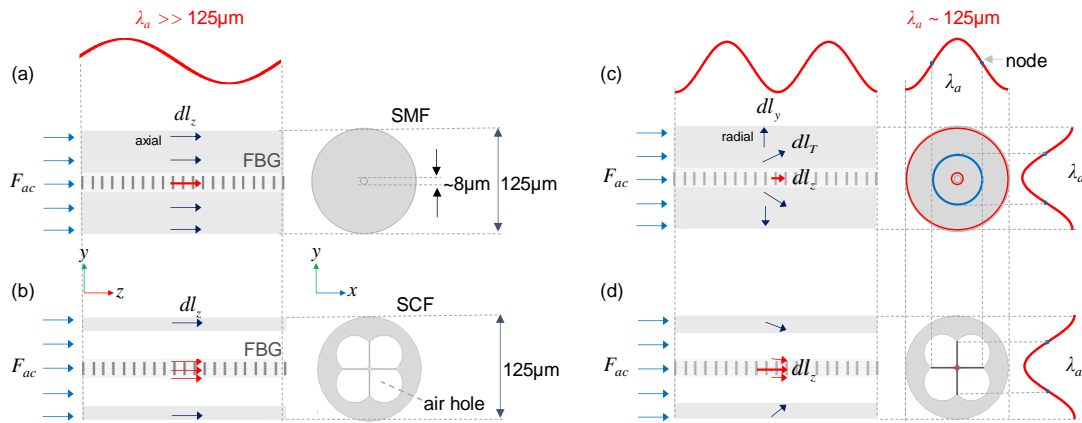 λa >> 125µm
λa ~ 125µm
(a)
(c)
node
λa
dlz
SMF
axial
FBG
Fac
~8µm
125µm
dly
radial
dlT
dlz
Fac
λa
y
z
y
x
(b)
dlz
SCF
FBG
Fac
air hole
125µm
(d)
Fac
dlz
λa